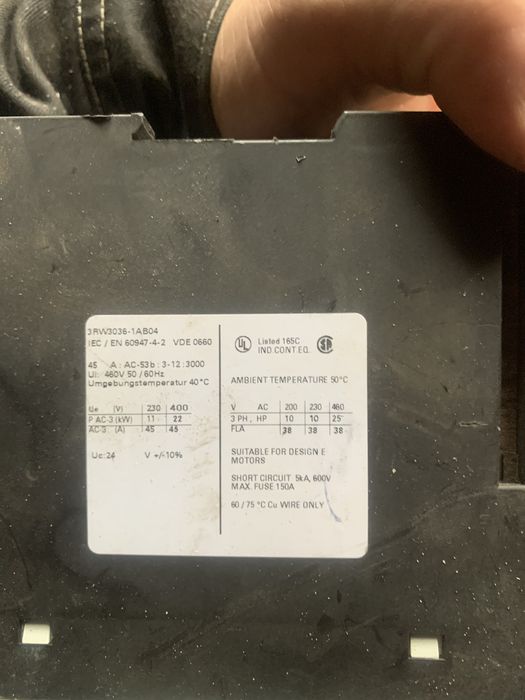 3RW3036-1AB04
IEC / EN 60947-4-2 VDE 0660
45 A: AC-53b: 3-12:3000
Ui: 460V 50 / 60Hz
Umgebungstemperatur 40°C
Ue (V) 230 400
P AC-3 (kW) 11 22
AC-3 (A) 45 45
Uc: 24 V +/-10%
UL Listed 165C
IND. CONT. EQ. SA
AMBIENT TEMPERATURE 50°C
V AC 200 230 460
3 PH, HP 10 10 25
FLA 38 38 38
SUITABLE FOR DESIGN E
MOTORS
SHORT CIRCUIT 5kA, 600V
MAX. FUSE 150A
60 / 75 °C Cu WIRE ONLY